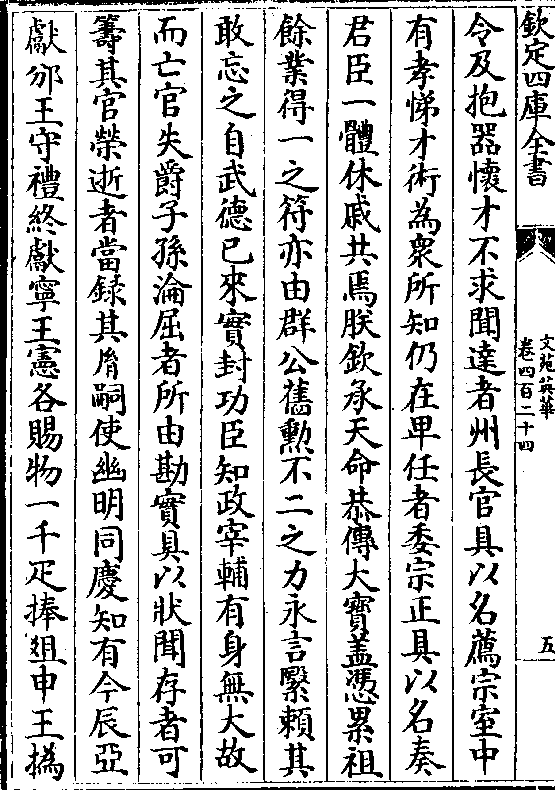 欽定四庫全書
文苑英華
卷四百二十四
五
令及抱器懷才不求聞達者州長官具以名薦宗室中
有孝悌才術為衆所知仍在卑任者委宗正具以名奏
君臣一體休戚共焉朕欽承天命恭傳大寶盖憑累祖
餘業得一之符亦由群公舊勲不二之力永言繄賴其
敢忘之自武德已來實封功臣知政宰輔有身無大故
而亡官失爵子孫淪屈者所由勘實具以狀聞存者可
籌其官榮逝者當録其胤嗣使幽明同慶知有今辰亞
獻邠王守禮終獻寧王憲各賜物一千疋捧爼申王撝